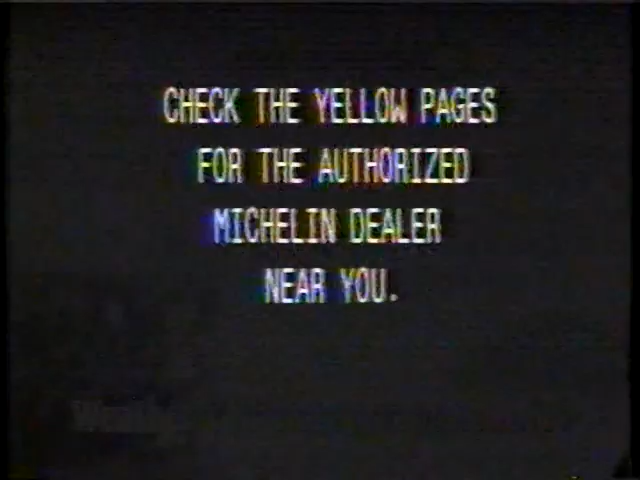 CHECK THE YELLOW PAGES
FOR THE AUTHORIZED
MICHELIN DEALER
NEAR YOU.